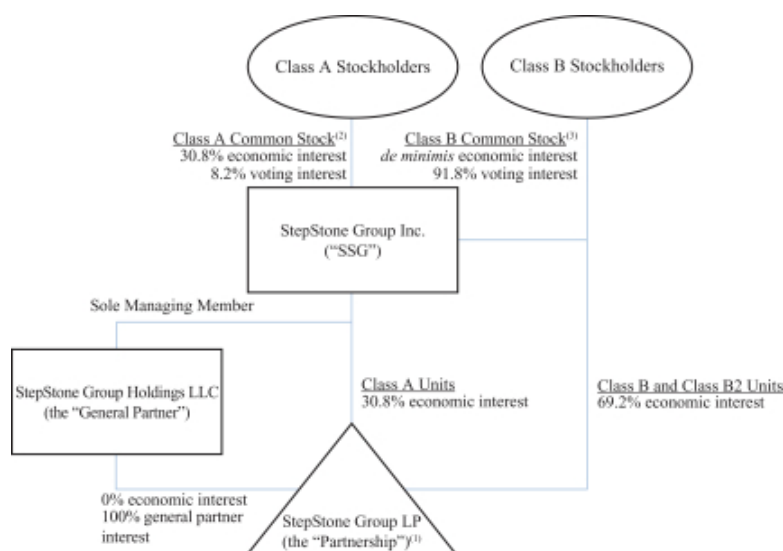 Class A Stockholders
Class B Stockholders
Class A Common Stock(2)
30.8% economic interest
8.2% voting interest
Class B Common Stock(3)
de minimis economic interest
91.8% voting interest
StepStone Group Inc.
(“SSG”)
Sole Managing Member
StepStone Group Holdings LLC
(the “General Partner”)
Class A Units
30.8% economic interest
Class B and Class B2 Units
69.2% economic interest
0% economic interest
100% general partner
interest
StepStone Group LP
(the “Partnership”)(1)